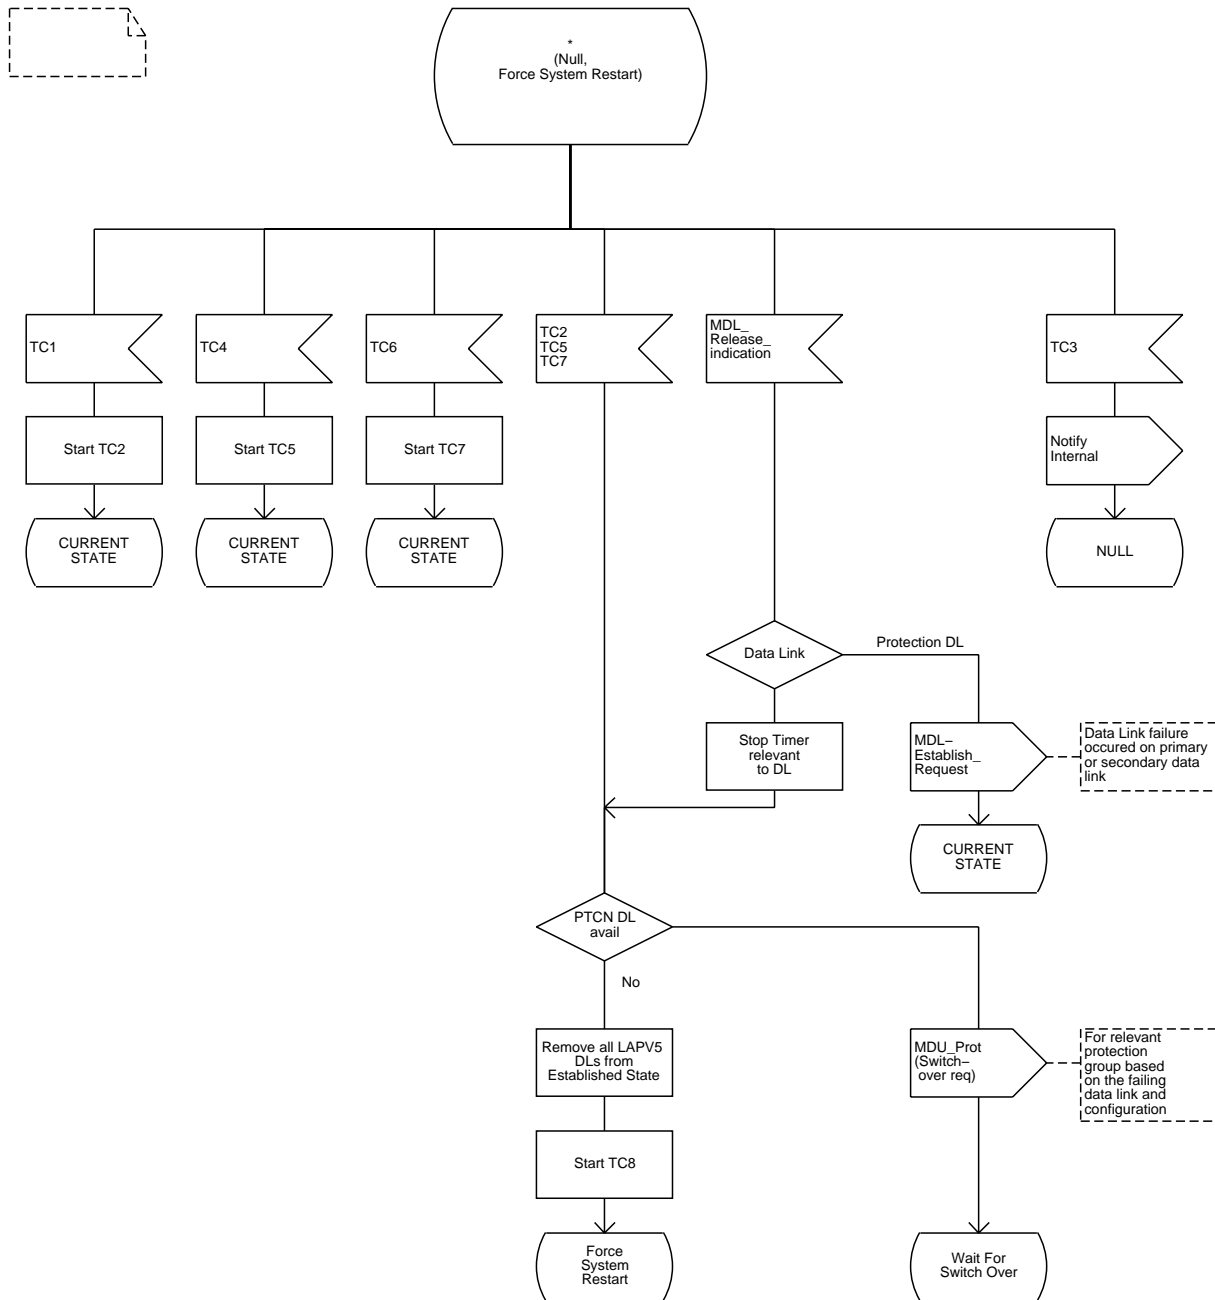 *
(Null,
Force System Restart)
TC1
TC4
TC6
TC2
TC5
TC7
MDL_
Release_
indication
TC3
Start TC2
Start TC5
Start TC7
Notify
Internal
CURRENT
STATE
CURRENT
STATE
CURRENT
STATE
NULL
Data Link
Protection DL
Stop Timer
relevant
to DL
MDL–
Establish_
Request
Data Link failure
occured on primary
or secondary data
link
CURRENT
STATE
PTCN DL
avail
No
Remove all LAPV5
DLs from
Established State
MDU_Prot
(Switch–
over req)
For relevant
protection
group based
on the failing
data link and
configuration
Start TC8
Force
System
Restart
Wait For
Switch Over